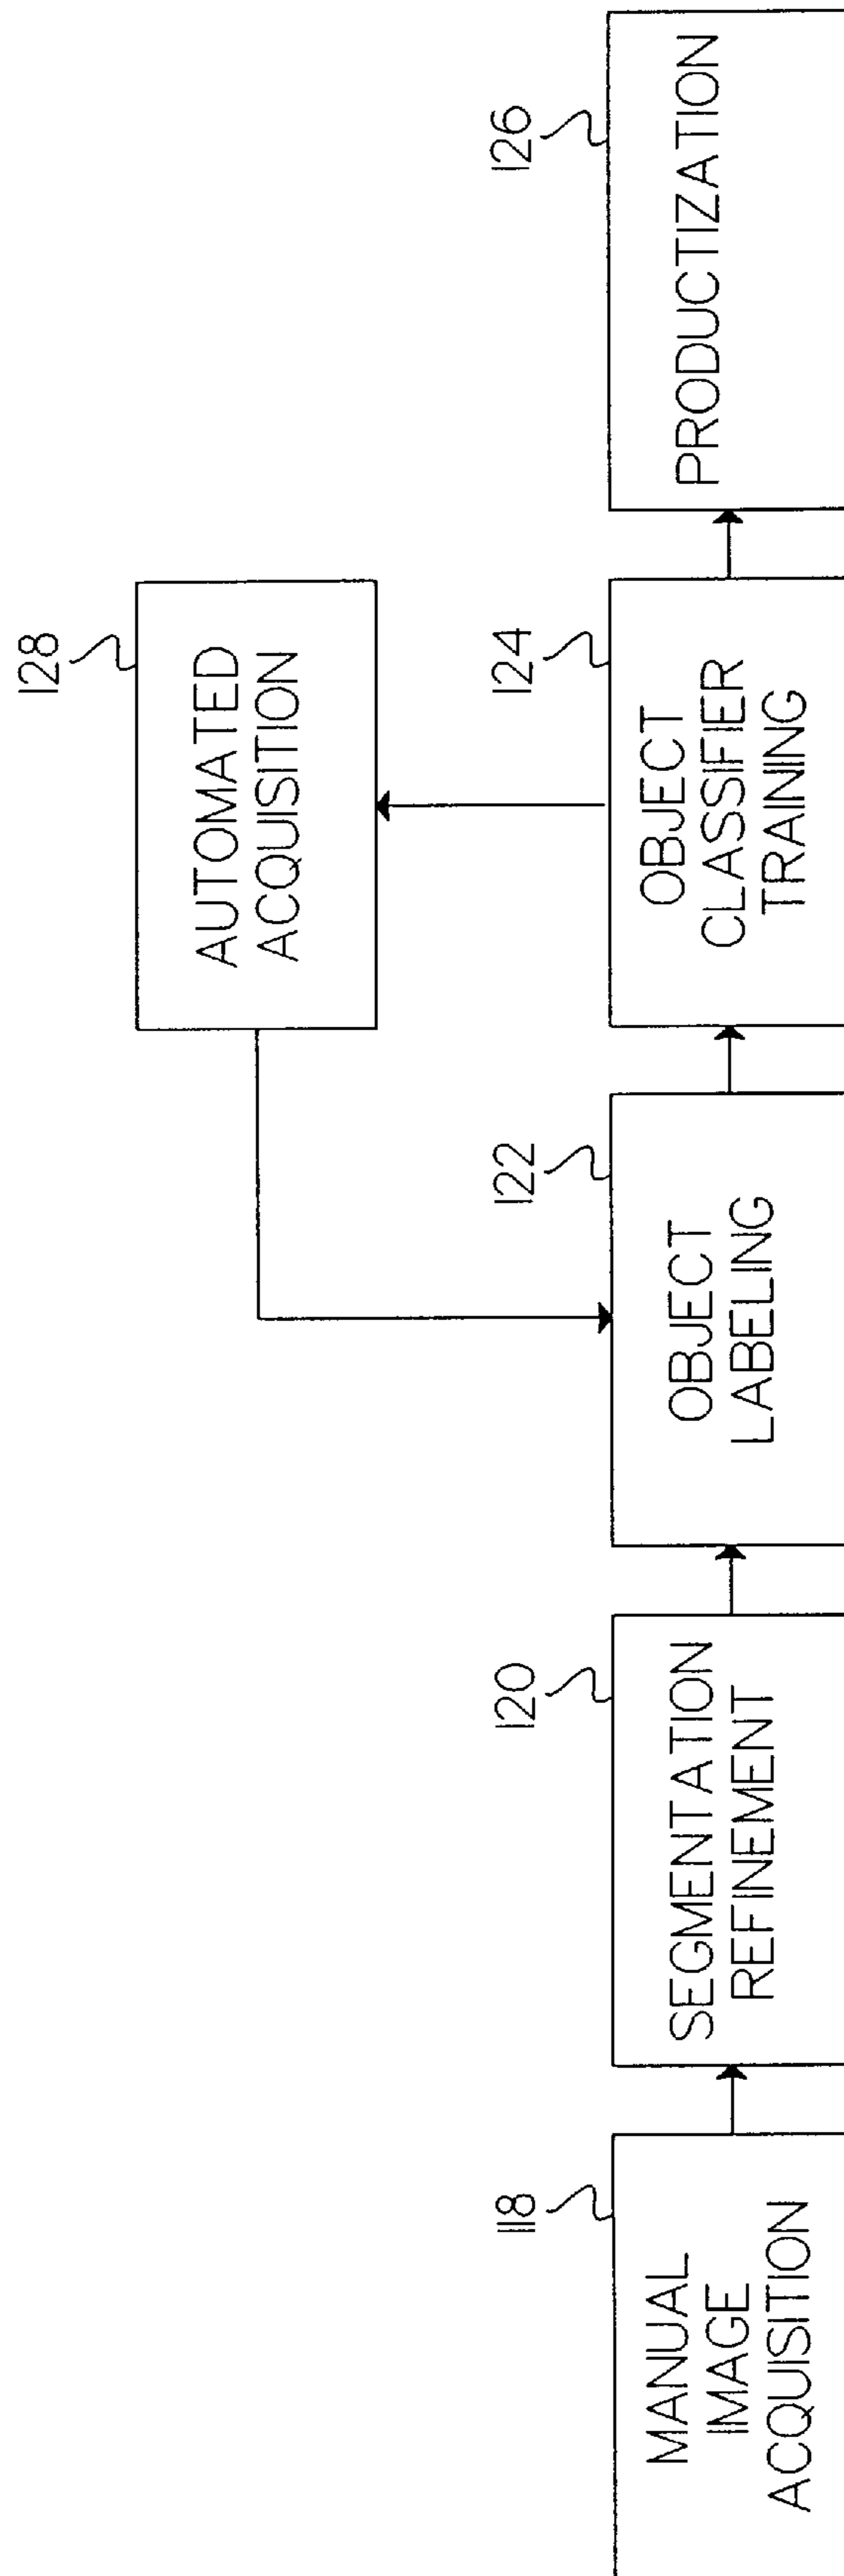 128
AUTOMATED
ACQUISITION
118
MANUAL
IMAGE
ACQUISITION
120
SEGMENTATION
REFINEMENT
122
OBJECT
LABELING
124
OBJECT
CLASSIFIER
TRAINING
126
PRODUCTIZATION